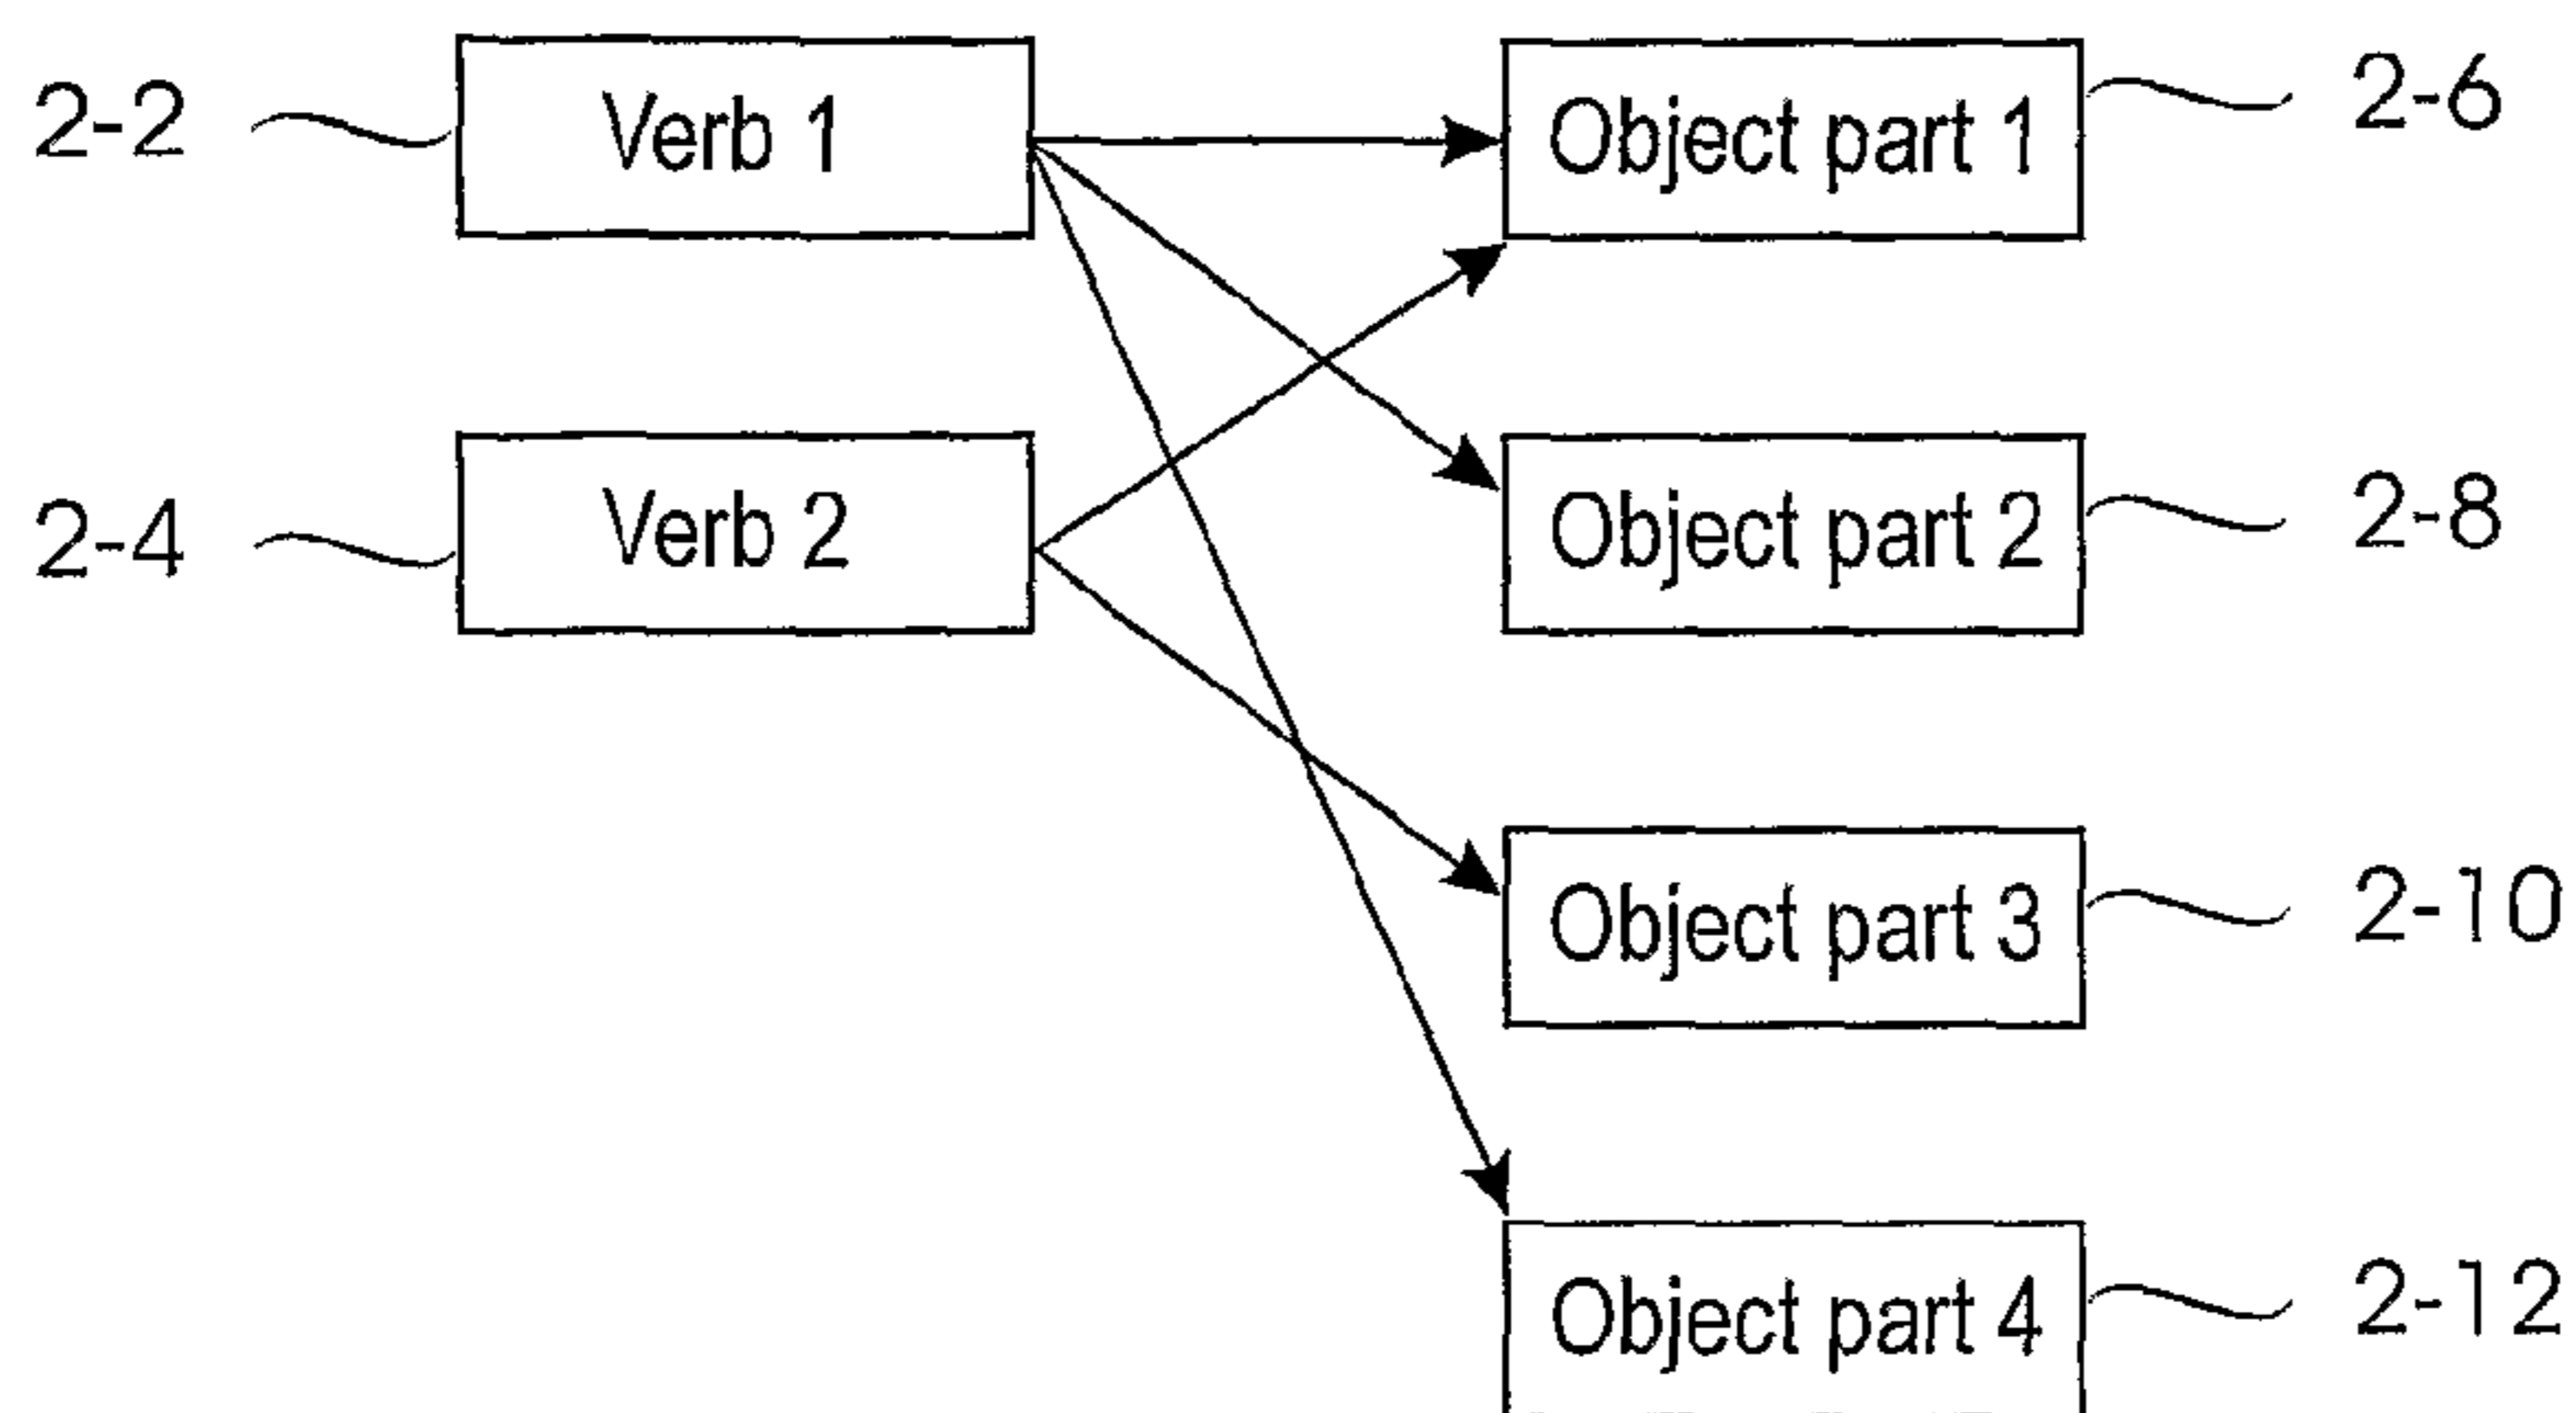 2-2
Verb 1
Object part 1
2-6
2-4
Verb 2
Object part 2
2-8
Object part 3
2-10
Object part 4
2-12